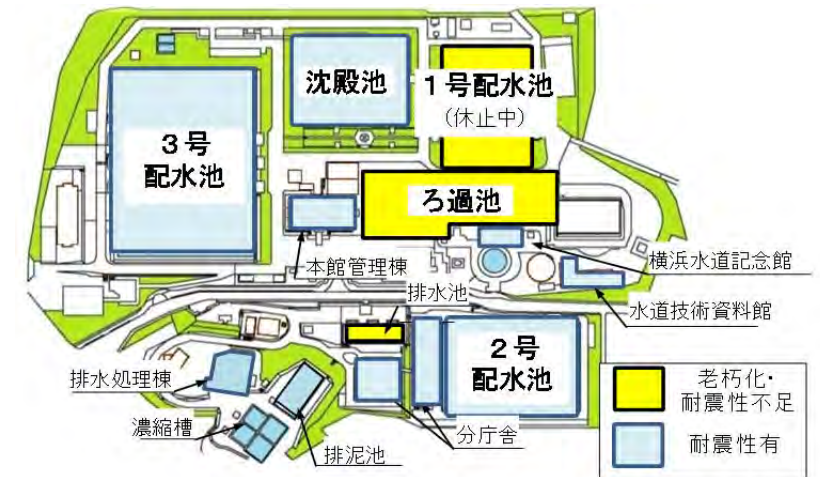 沈殿池
1号配水池
(休止中)
3号
配水池
ろ過池
本館管理棟
横浜水道記念館
排水池
水道技術資料館
2号
配水池
排水処理棟
濃縮槽
排泥池
分庁舎
老朽化・
耐震性不足
耐震性有